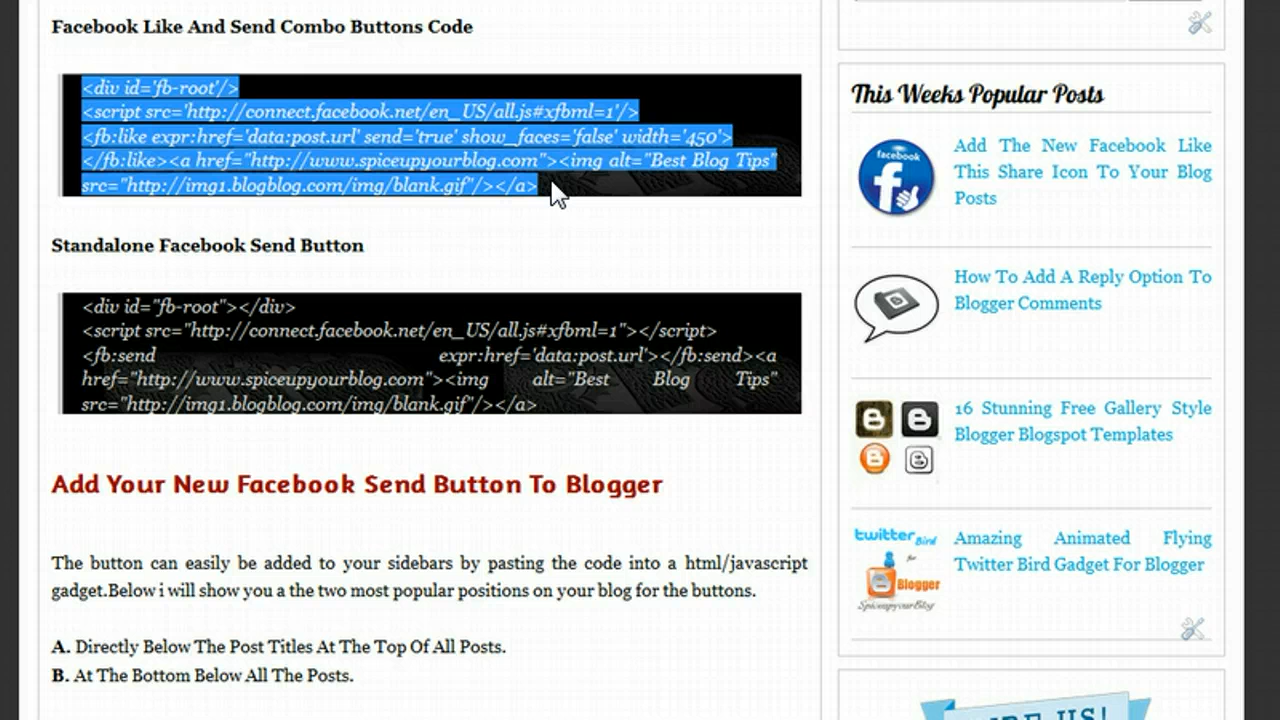 Facebook Like And Send Combo Buttons Code
<div id='fb-root'/>
<script src='http://connect.facebook.net/en_US/all.js#xfbml=1'/>
<fb:like expr:href='data:post.url' send='true' show_faces='false' width='450'>
</fb:like><a href="http://www.spiceupyourblog.com"><img alt="Best Blog Tips"
src="http://img1.blogblog.com/img/blank.gif"/></a>
Standalone Facebook Send Button
<div id="fb-root"></div>
<script src="http://connect.facebook.net/en_US/all.js#xfbml=1"></script>
<fb:send expr:href='data:post.url'></fb:send><a
href="http://www.spiceupyourblog.com"><img alt="Best Blog Tips"
src="http://img1.blogblog.com/img/blank.gif"/></a>
Add Your New Facebook Send Button To Blogger
The button can easily be added to your sidebars by pasting the code into a html/javascript
gadget.Below i will show you a the two most popular positions on your blog for the buttons.
A. Directly Below The Post Titles At The Top Of All Posts.
B. At The Bottom Below All The Posts.
This Weeks Popular Posts
facebook
Add The New Facebook Like
This Share Icon To Your Blog
Posts
How To Add A Reply Option To
Blogger Comments
16 Stunning Free Gallery Style
Blogger Blogspot Templates
twitter Bird
for
Blogger
SpiceupyourBlog
Amazing Animated Flying
Twitter Bird Gadget For Blogger
US!